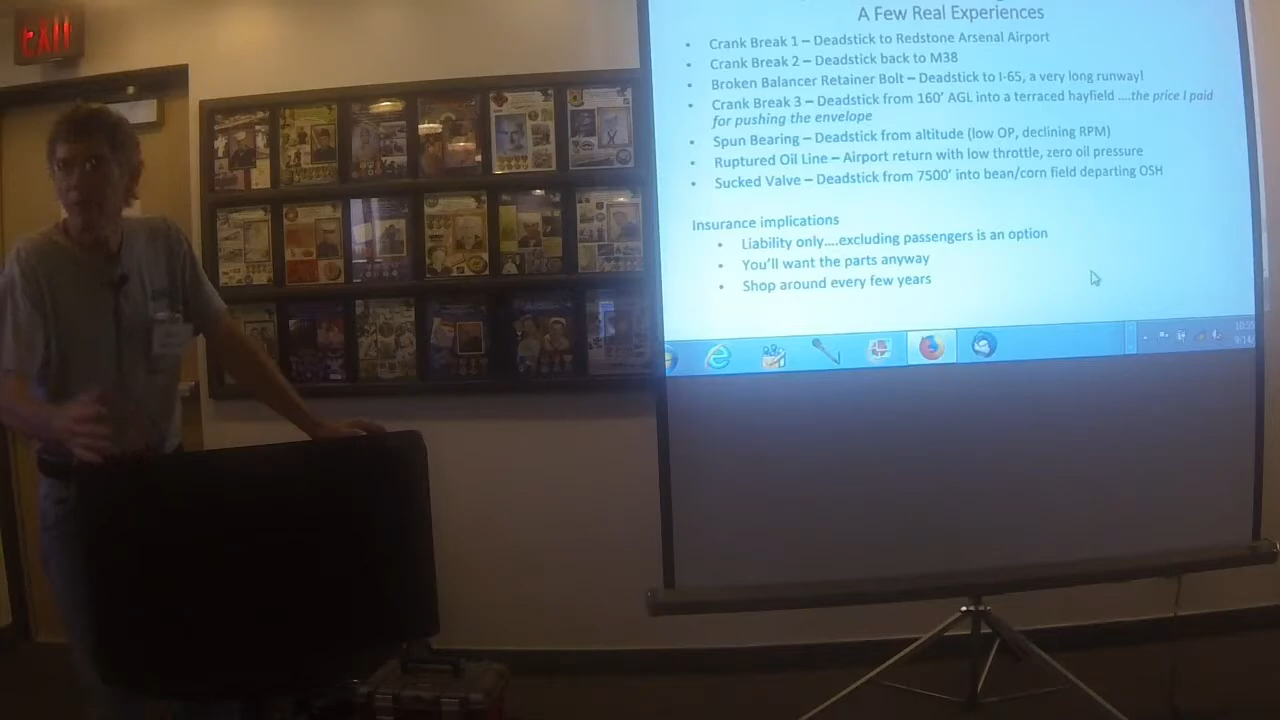 EXIT
A Few Real Experiences
• Crank Break 1 – Deadstick to Redstone Arsenal Airport
• Crank Break 2 – Deadstick back to M38
• Broken Balancer Retainer Bolt – Deadstick to I-65, a very long runway!
• Crank Break 3 – Deadstick from 160' AGL into a terraced hayfield ....the price I paid
for pushing the envelope
• Spun Bearing – Deadstick from altitude (low OP, declining RPM)
• Ruptured Oil Line – Airport return with low throttle, zero oil pressure
• Sucked Valve – Deadstick from 7500' into bean/corn field departing OSH
Insurance implications
• Liability only....excluding passengers is an option
• You'll want the parts anyway
• Shop around every few years